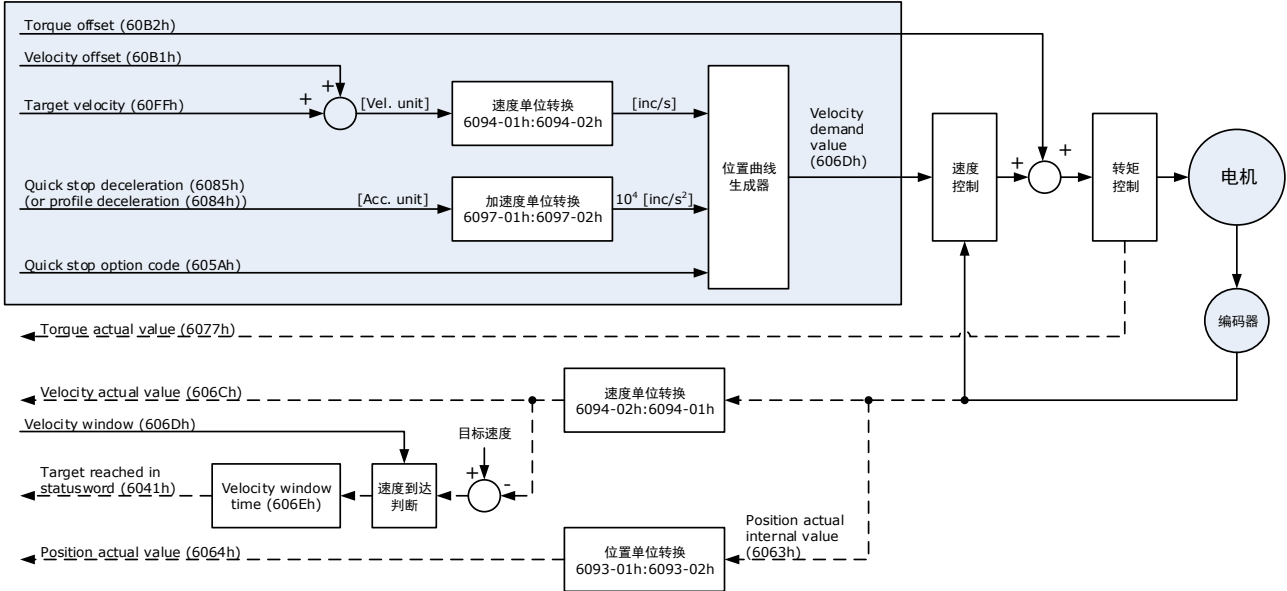 Torque offset (60B2h)
Velocity offset (60B1h)
+
+
Target velocity (60FFh)
[Vel. unit]
速度单位转换
6094-01h:6094-02h
[inc/s]
Quick stop deceleration (6085h)
(or profile deceleration (6084h))
[Acc. unit]
加速度单位转换
6097-01h:6097-02h
10⁴ [inc/s²]
Quick stop option code (605Ah)
位置曲线
生成器
Velocity
demand
value
(606Dh)
速度
控制
+
+
转矩
控制
电机
编码器
Torque actual value (6077h)
Velocity actual value (606Ch)
速度单位转换
6094-02h:6094-01h
Velocity window (606Dh)
目标速度
+
-
Target reached in
statusword (6041h)
Velocity window
time (606Eh)
速度到达
判断
Position actual
internal value
(6063h)
Position actual value (6064h)
位置单位转换
6093-01h:6093-02h